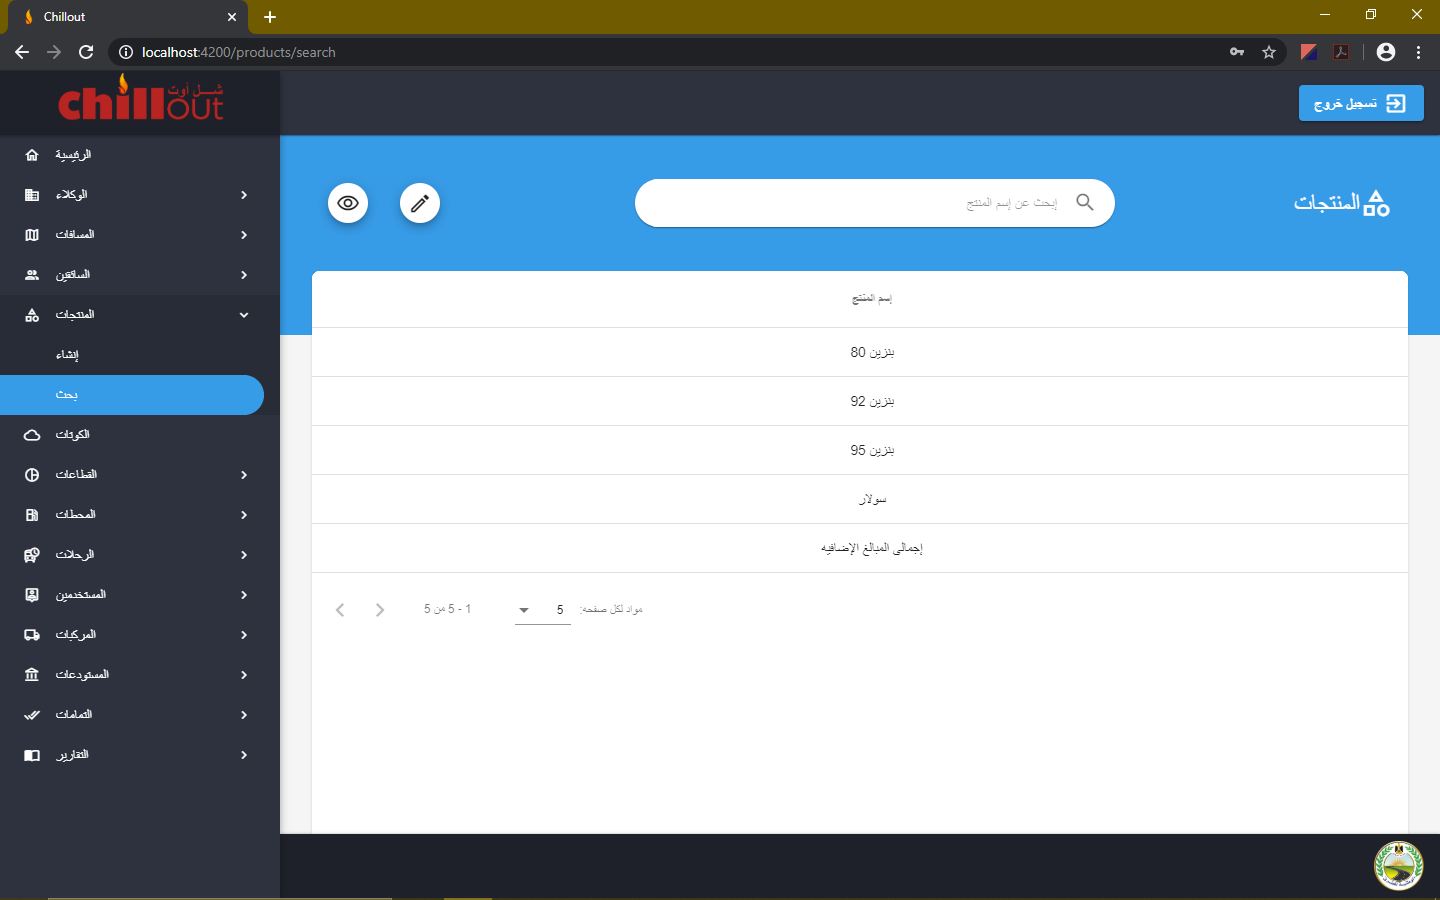 Chillout
localhost:4200/products/search
chillout
شــل أوت
تسجيل خروج
الرئيسية
الوكلاء
المسافات
السائقين
المنتجات
إنشاء
بحث
الكوتات
القطاعات
المحطات
الرحلات
المستخدمين
المركبات
المستودعات
التمامات
التقارير
المنتجات
إبحث عن إسم المنتج
إسم المنتج
بنزين 80
بنزين 92
بنزين 95
سولار
إجمالى المبالغ الإضافيه
مواد لكل صفحه: 5
1 - 5 من 5